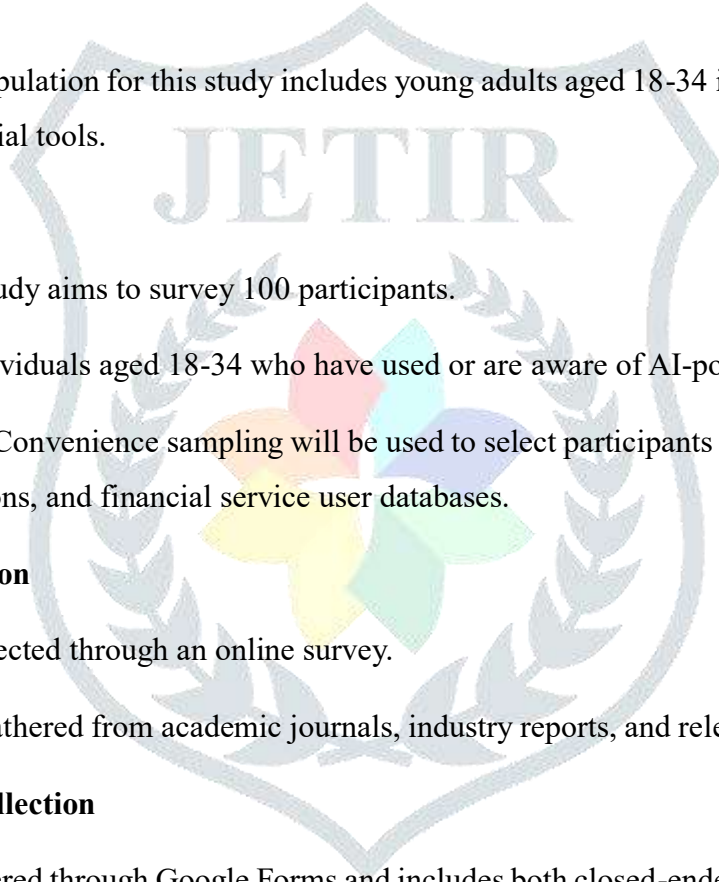 pulation for this study includes young adults aged 18-34 i
ial tools.
JETIR
udy aims to survey 100 participants.
viduals aged 18-34 who have used or are aware of AI-po
Convenience sampling will be used to select participants
ons, and financial service user databases.
on
ected through an online survey.
athered from academic journals, industry reports, and rele
llection
ered through Google Forms and includes both closed-ende